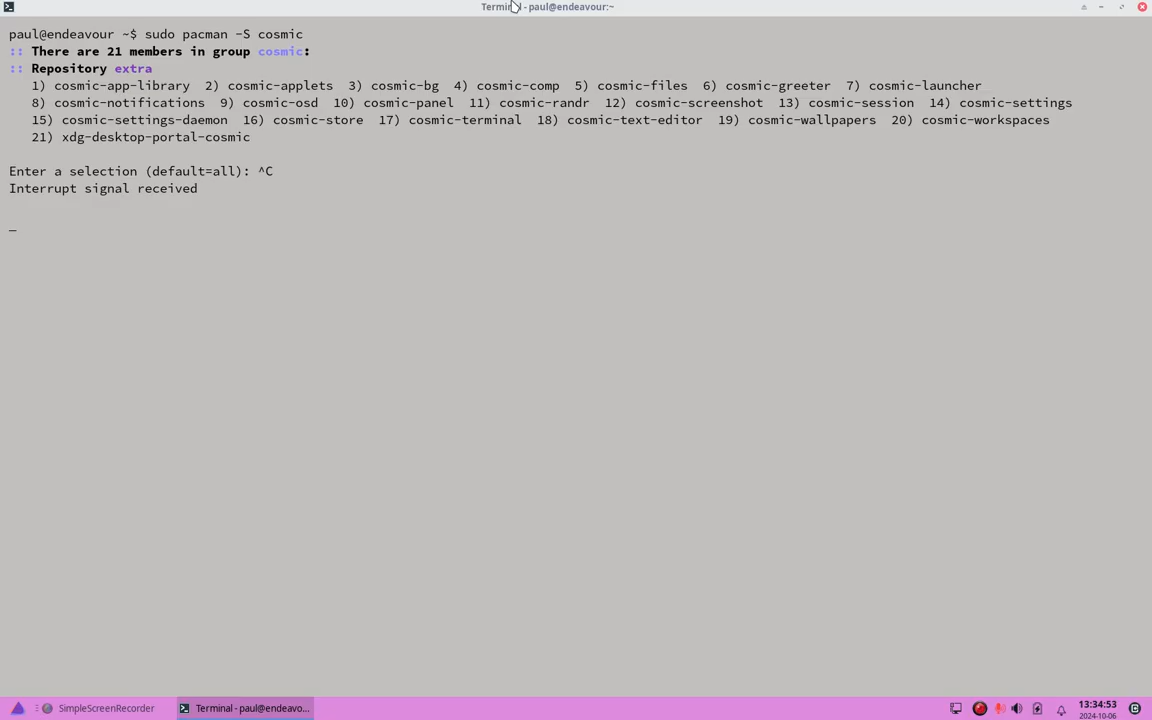 Terminal - paul@endeavour:~
paul@endeavour ~$ sudo pacman -S cosmic
:: There are 21 members in group cosmic:
:: Repository extra
   1) cosmic-app-library  2) cosmic-applets  3) cosmic-bg  4) cosmic-comp  5) cosmic-files  6) cosmic-greeter  7) cosmic-launcher
   8) cosmic-notifications  9) cosmic-osd  10) cosmic-panel  11) cosmic-randr  12) cosmic-screenshot  13) cosmic-session  14) cosmic-settings
   15) cosmic-settings-daemon  16) cosmic-store  17) cosmic-terminal  18) cosmic-text-editor  19) cosmic-wallpapers  20) cosmic-workspaces
   21) xdg-desktop-portal-cosmic
Enter a selection (default=all): ^C
Interrupt signal received
_
SimpleScreenRecorder
Terminal - paul@endeavo...
13:34:53
2024-10-06